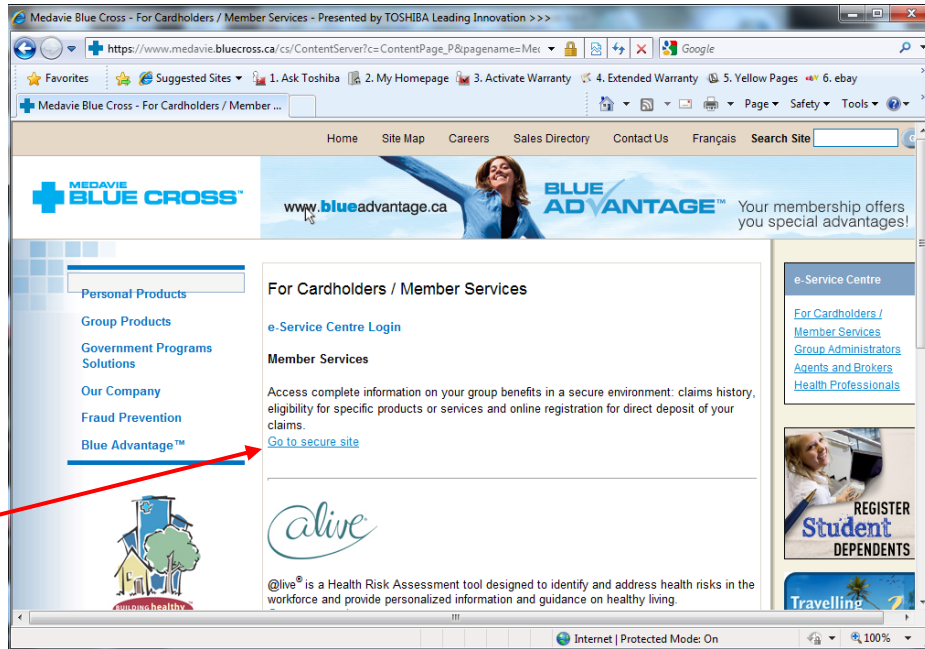 Medavie Blue Cross - For Cardholders / Member Services - Presented by TOSHIBA Leading Innovation >>>
https://www.medavie.bluecross.ca/cs/ContentServer?c=ContentPage_P&pagename=Med
Google
Favorites Suggested Sites 1. Ask Toshiba 2. My Homepage 3. Activate Warranty 4. Extended Warranty 5. Yellow Pages 6. ebay
Medavie Blue Cross - For Cardholders / Member ...
Page Safety Tools
Home Site Map Careers Sales Directory Contact Us Français Search Site
MEDAVIE
BLUE CROSS™
www.blueadvantage.ca
BLUE
ADVANTAGE™
Your membership offers
you special advantages!
Personal Products
Group Products
Government Programs
Solutions
Our Company
Fraud Prevention
Blue Advantage™
BUILDING healthy
For Cardholders / Member Services
e-Service Centre Login
Member Services
Access complete information on your group benefits in a secure environment: claims history,
eligibility for specific products or services and online registration for direct deposit of your
claims.
Go to secure site
@live
@live® is a Health Risk Assessment tool designed to identify and address health risks in the
workforce and provide personalized information and guidance on healthy living.
e-Service Centre
For Cardholders /
Member Services
Group Administrators
Agents and Brokers
Health Professionals
REGISTER
Student
DEPENDENTS
Travelling
Internet | Protected Mode: On
100%